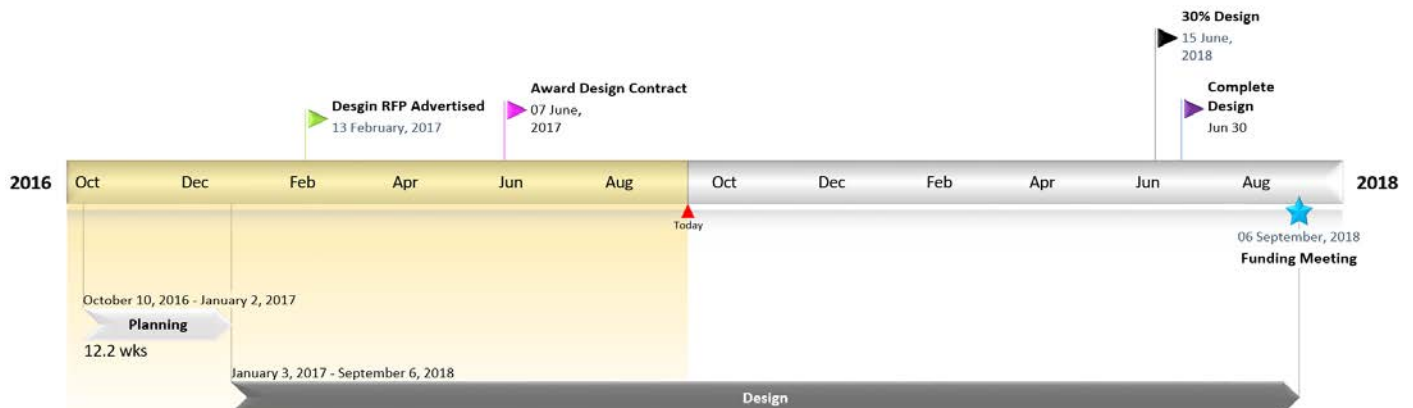 30% Design
15 June,
2018
Desgin RFP Advertised
13 February, 2017
Award Design Contract
07 June,
2017
Complete
Design
Jun 30
2016 Oct Dec Feb Apr Jun Aug Oct Dec Feb Apr Jun Aug 2018
Today
06 September, 2018
Funding Meeting
October 10, 2016 - January 2, 2017
Planning
12.2 wks
January 3, 2017 - September 6, 2018
Design